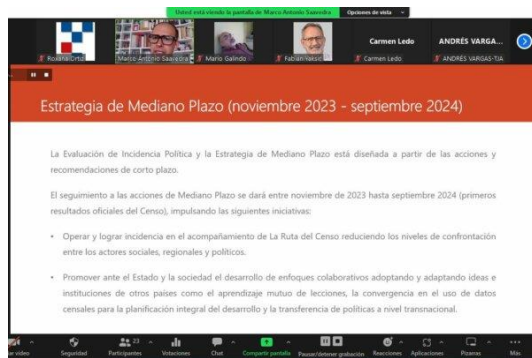 Usted está viendo la pantalla de Marco Antonio Saavedra
Opciones de vista
Carmen Ledo
ANDRÉS VARGA...
Roxana Ortiz
Marco Antonio Saavedra
Mario Galindo
Fabian Yaksic
Carmen Ledo
ANDRÉS VARGAS-TJA
Estrategia de Mediano Plazo (noviembre 2023 - septiembre 2024)
La Evaluación de Incidencia Política y la Estrategia de Mediano Plazo está diseñada a partir de las acciones y
recomendaciones de corto plazo.
El seguimiento a las acciones de Mediano Plazo se dará entre noviembre de 2023 hasta septiembre 2024 (primeros
resultados oficiales del Censo), impulsando las siguientes iniciativas:
• Operar y lograr incidencia en el acompañamiento de La Ruta del Censo reduciendo los niveles de confrontación
entre los actores sociales, regionales y políticos.
• Promover ante el Estado y la sociedad el desarrollo de enfoques colaborativos adoptando y adaptando ideas e
instituciones de otros países como el aprendizaje mutuo de lecciones, la convergencia en el uso de datos
censales para la planificación integral del desarrollo y la transferencia de políticas a nivel transnacional.
23
ar video
Seguridad
Participantes
Votaciones
Chat
Compartir pantalla
Pausar/detener grabación
Reacciones
Aplicaciones
Pizarras
Más